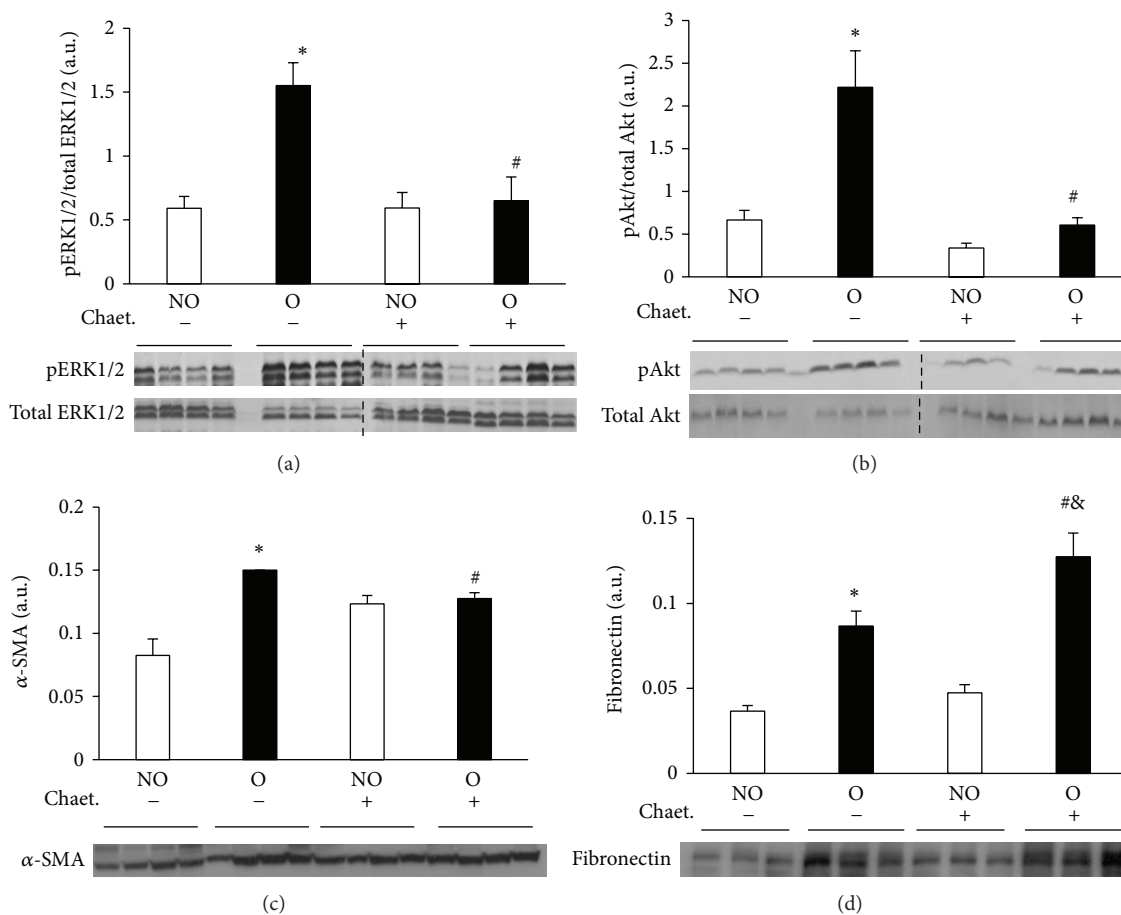 pERK1/2/total ERK1/2 (a.u.)
2
1.5
1
0.5
0
*
#
NO O NO O
Chaet. − − + +
pERK1/2
Total ERK1/2
(a)
pAkt/total Akt (a.u.)
3
2.5
2
1.5
1
0.5
0
*
#
NO O NO O
Chaet. − − + +
pAkt
Total Akt
(b)
α-SMA (a.u.)
0.2
0.15
0.1
0.05
0
*
#
NO O NO O
Chaet. − − + +
α-SMA
(c)
Fibronectin (a.u.)
0.15
0.1
0.05
0
*
#&
NO O NO O
Chaet. − − + +
Fibronectin
(d)